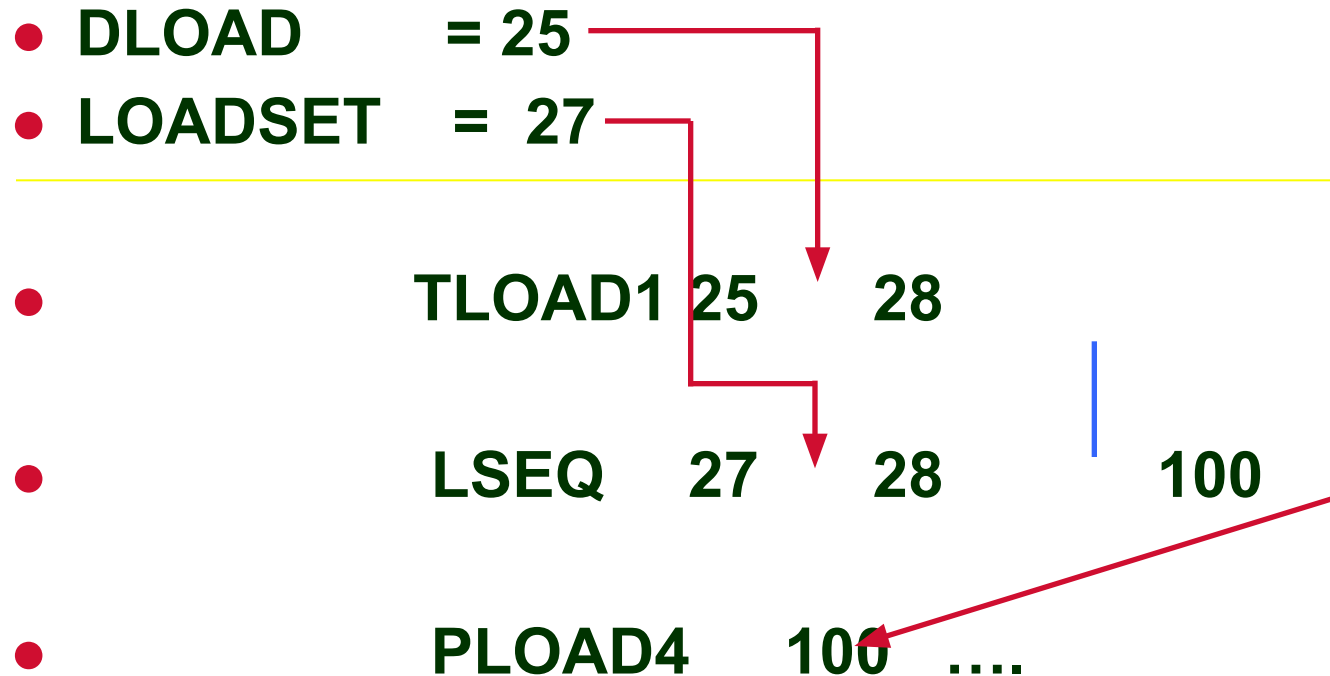 • DLOAD = 25
• LOADSET = 27
• TLOAD1 25 28
• LSEQ 27 28 100
• PLOAD4 100 ....